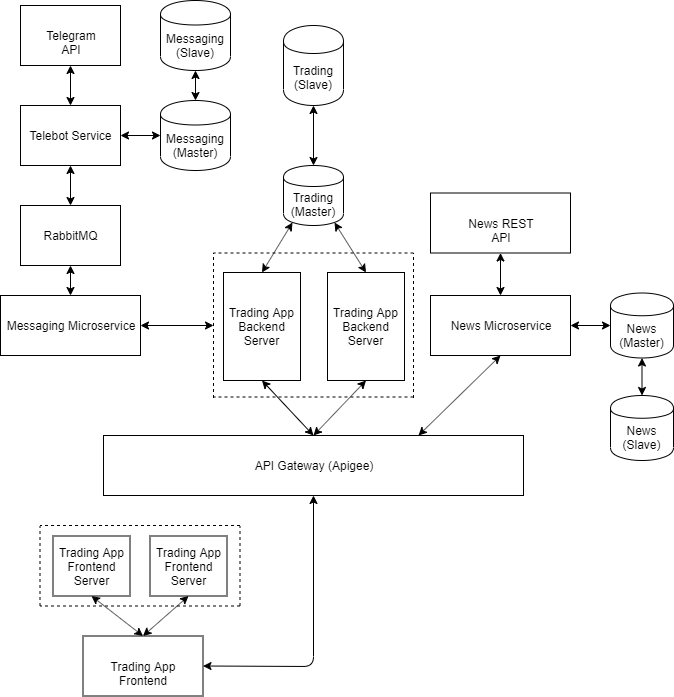 Telegram
API
Messaging
(Slave)
Trading
(Slave)
Telebot Service
Messaging
(Master)
Trading
(Master)
RabbitMQ
News REST
API
Messaging Microservice
Trading App
Backend
Server
Trading App
Backend
Server
News Microservice
News
(Master)
News
(Slave)
API Gateway (Apigee)
Trading App
Frontend
Server
Trading App
Frontend
Server
Trading App
Frontend